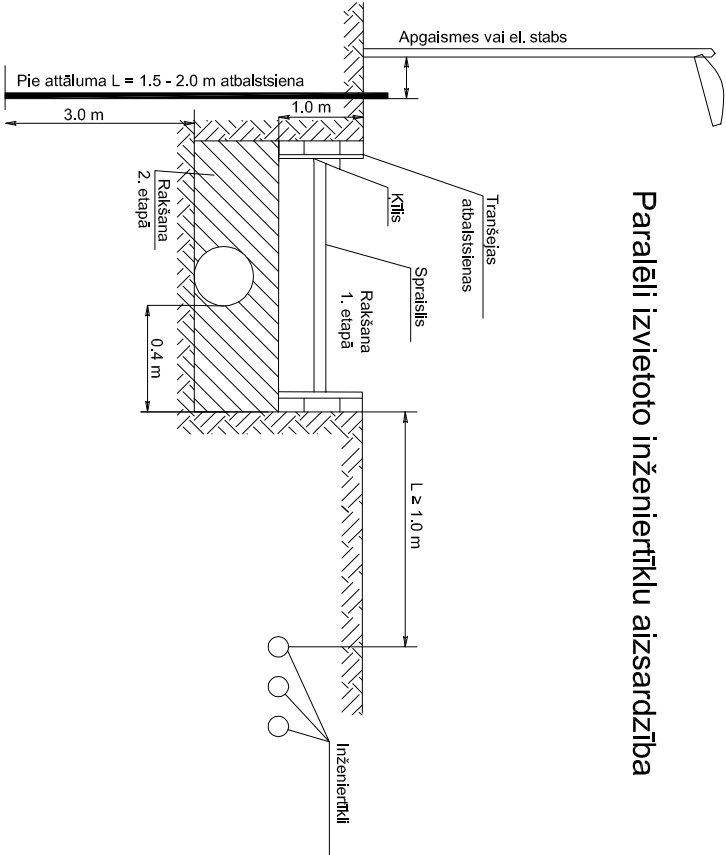 Paralēli izvietoto inženiertīklu aizsardzība
Apgaismes vai el. stabs
Pie attāluma L = 1.5 - 2.0 m atbalstsiena
3.0 m
1.0 m
Tranšejas
atbalstsienas
Ķīlis
Spraislis
Rakšana
1. etapā
Rakšana
2. etapā
0.4 m
L ≥ 1.0 m
Inženiertīkli